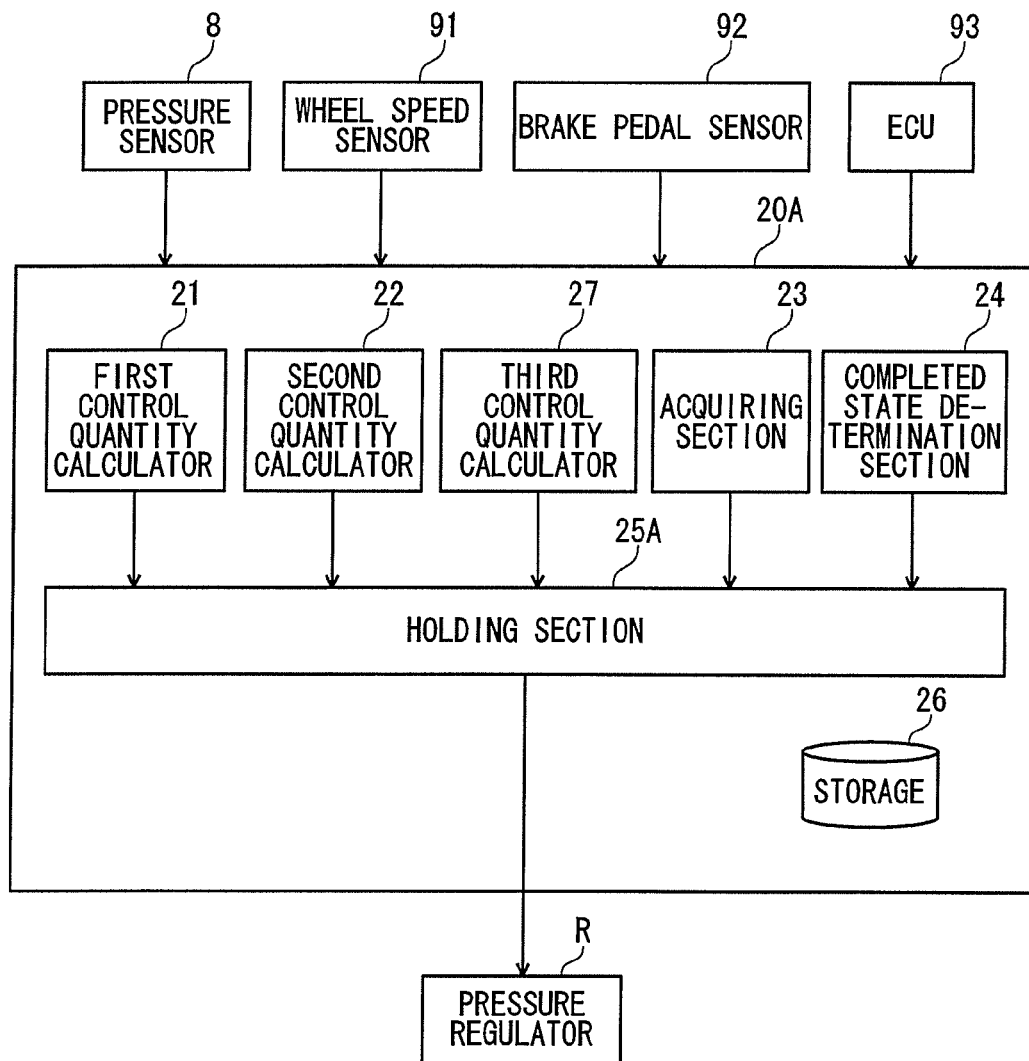 8
91
92
93
PRESSURE
SENSOR
WHEEL SPEED
SENSOR
BRAKE PEDAL SENSOR
ECU
20A
21
22
27
23
24
FIRST
CONTROL
QUANTITY
CALCULATOR
SECOND
CONTROL
QUANTITY
CALCULATOR
THIRD
CONTROL
QUANTITY
CALCULATOR
ACQUIRING
SECTION
COMPLETED
STATE DE-
TERMINATION
SECTION
25A
HOLDING SECTION
26
STORAGE
R
PRESSURE
REGULATOR